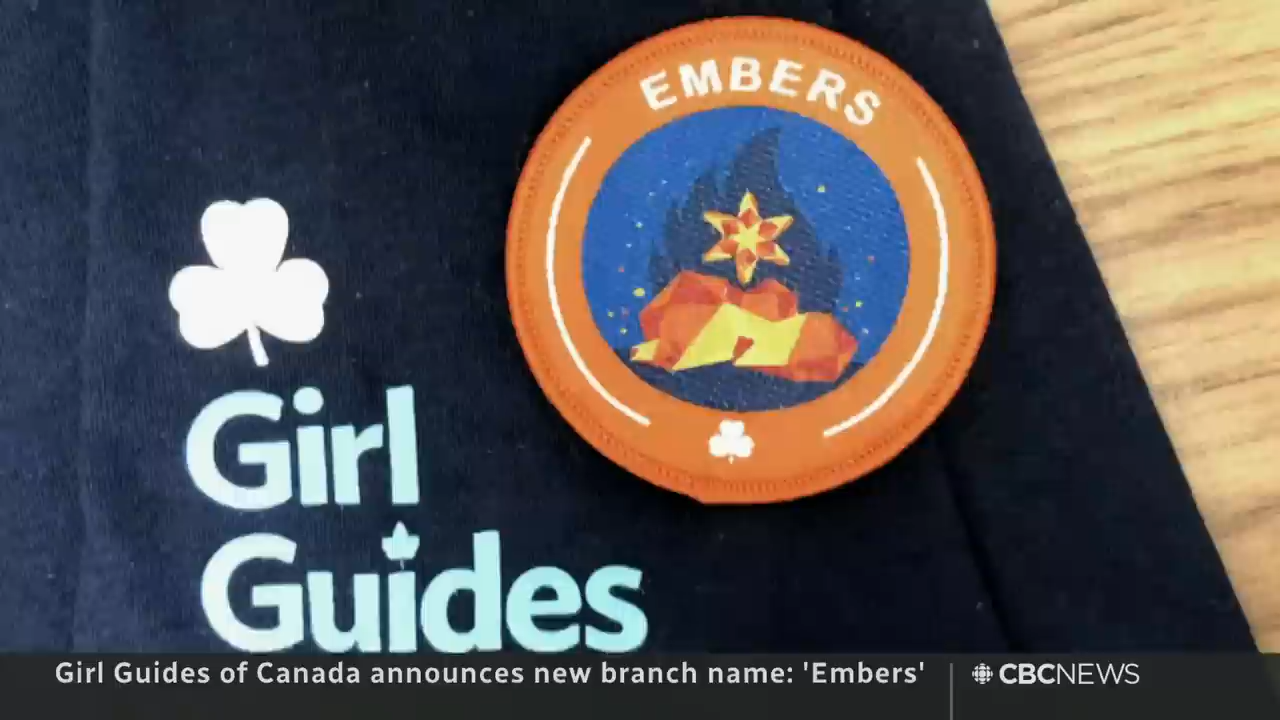 EMBERS
Girl
Guides
Girl Guides of Canada announces new branch name: 'Embers'
CBCNEWS